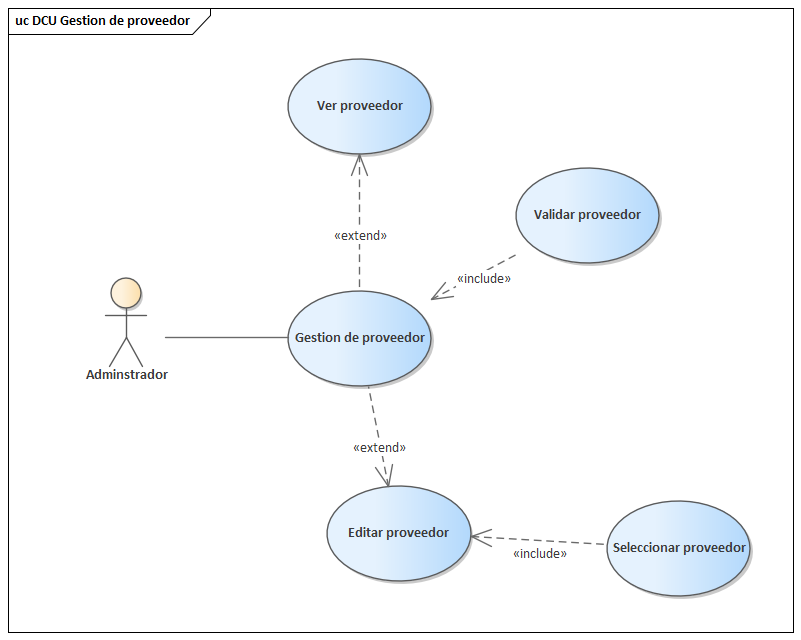 uc DCU Gestion de proveedor
Ver proveedor
Validar proveedor
«extend»
«include»
Gestion de proveedor
Adminstrador
«extend»
Editar proveedor
Seleccionar proveedor
«include»